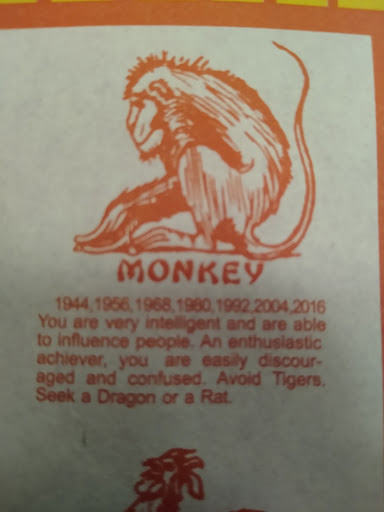 MONKEY
1944,1956,1968,1980,1992,2004,2016
You are very intelligent and are able
to influence people. An enthusiastic
achiever, you are easily discour-
aged and confused. Avoid Tigers.
Seek a Dragon or a Rat.